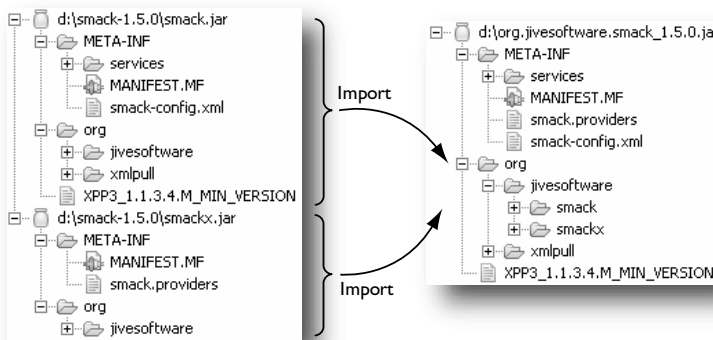 d:\smack-1.5.0\smack.jar
META-INF
services
MANIFEST.MF
smack-config.xml
org
jivesoftware
xmlpull
XPP3_1.1.3.4.M_MIN_VERSION
d:\smack-1.5.0\smackx.jar
META-INF
MANIFEST.MF
smack.providers
org
jivesoftware
Import
Import
d:\org.jivesoftware.smack_1.5.0.ja
META-INF
services
MANIFEST.MF
smack.providers
smack-config.xml
org
jivesoftware
smack
smackx
xmlpull
XPP3_1.1.3.4.M_MIN_VERSION